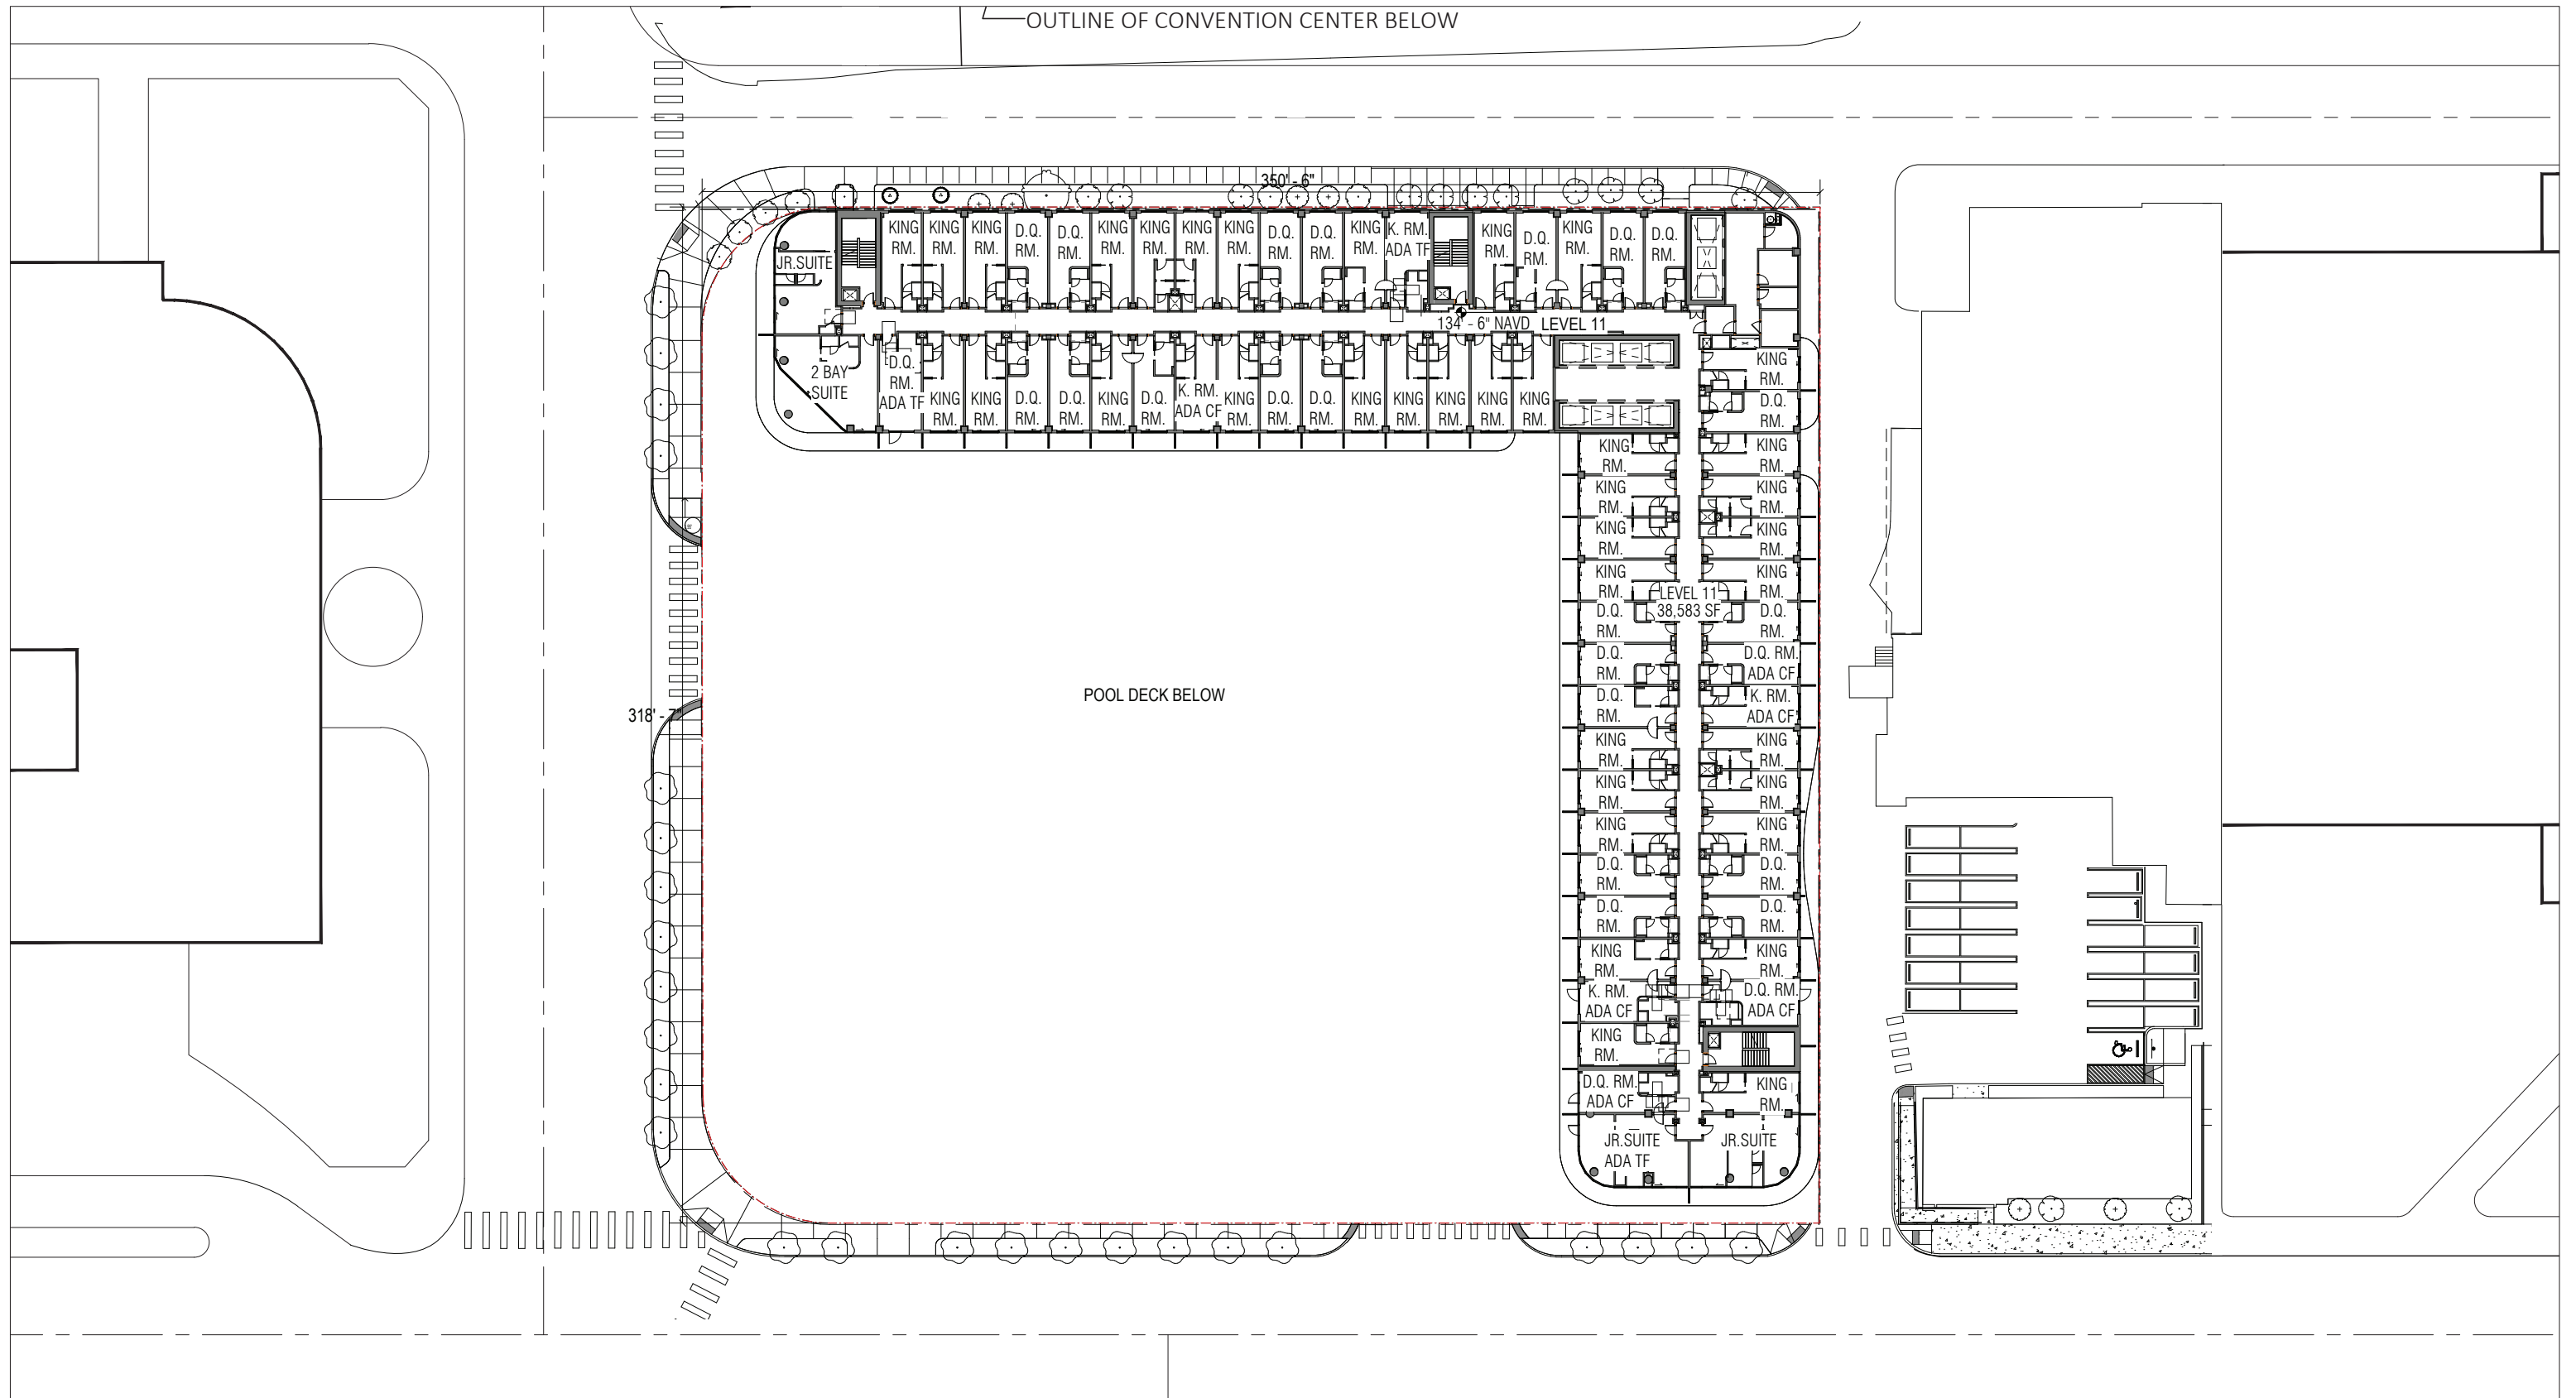 OUTLINE OF CONVENTION CENTER BELOW
350' - 6"
JR.SUITE
KING
RM.
KING
RM.
KING
RM.
D.Q.
RM.
D.Q.
RM.
KING
RM.
KING
RM.
KING
RM.
KING
RM.
D.Q.
RM.
D.Q.
RM.
KING
RM.
K. RM.
ADA TF
KING
RM.
D.Q.
RM.
KING
RM.
D.Q.
RM.
D.Q.
RM.
134' - 6" NAVD LEVEL 11
2 BAY
SUITE
D.Q.
RM.
ADA TF
KING
RM.
KING
RM.
D.Q.
RM.
D.Q.
RM.
KING
RM.
D.Q.
RM.
K. RM.
ADA CF
KING
RM.
D.Q.
RM.
D.Q.
RM.
KING
RM.
KING
RM.
KING
RM.
KING
RM.
KING
RM.
KING
RM.
D.Q.
RM.
KING
RM.
KING
RM.
KING
RM.
KING
RM.
KING
RM.
KING
RM.
KING
RM.
KING
RM.
LEVEL 11
38,583 SF
D.Q.
RM.
D.Q.
RM.
D.Q.
RM.
D.Q. RM.
ADA CF
D.Q.
RM.
K. RM.
ADA CF
POOL DECK BELOW
318' - 7"
KING
RM.
KING
RM.
KING
RM.
KING
RM.
KING
RM.
KING
RM.
D.Q.
RM.
D.Q.
RM.
D.Q.
RM.
D.Q.
RM.
KING
RM.
KING
RM.
K. RM.
ADA CF
D.Q. RM.
ADA CF
KING
RM.
D.Q. RM.
ADA CF
KING
RM.
JR.SUITE
ADA TF
JR.SUITE